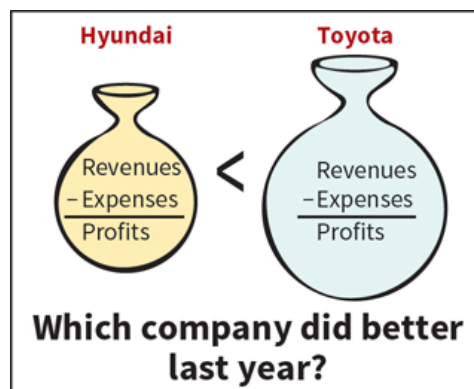 Hyundai
Toyota
Revenues
– Expenses
Profits
<
Revenues
– Expenses
Profits
Which company did better
last year?